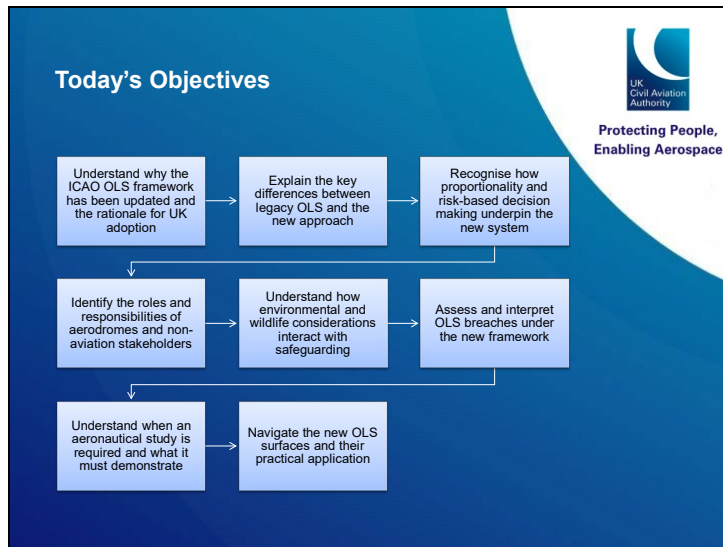 Today's Objectives
UK
Civil Aviation
Authority
Protecting People,
Enabling Aerospace
Understand why the
ICAO OLS framework
has been updated and
the rationale for UK
adoption
Explain the key
differences between
legacy OLS and the
new approach
Recognise how
proportionality and
risk-based decision
making underpin the
new system
Identify the roles and
responsibilities of
aerodromes and non-
aviation stakeholders
Understand how
environmental and
wildlife considerations
interact with
safeguarding
Assess and interpret
OLS breaches under
the new framework
Understand when an
aeronautical study is
required and what it
must demonstrate
Navigate the new OLS
surfaces and their
practical application